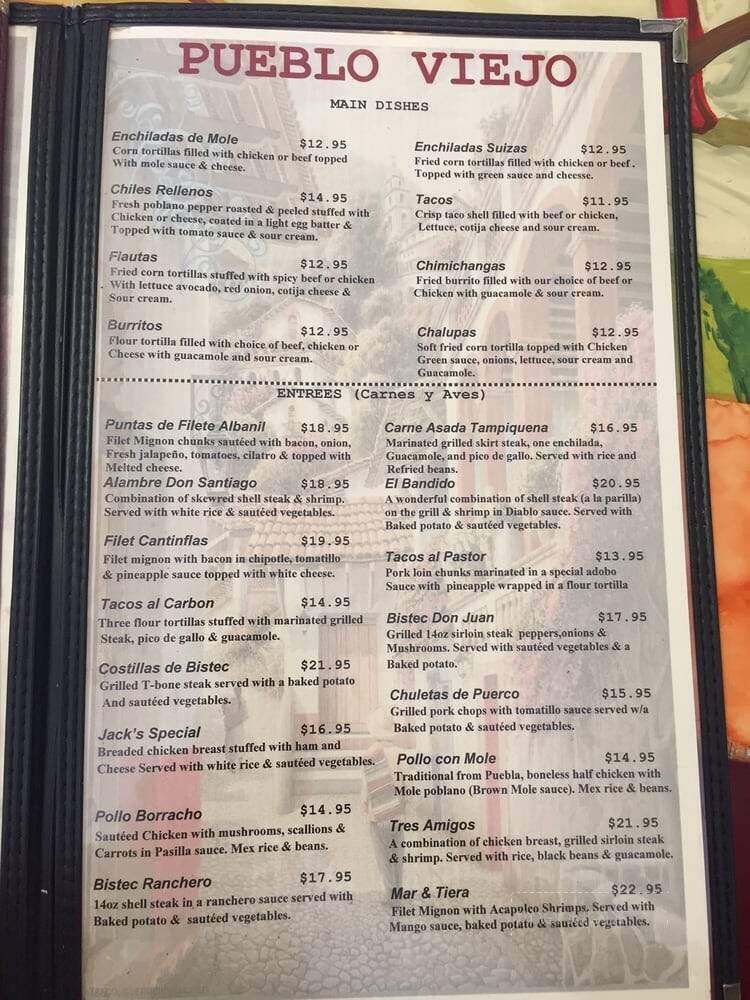 PUEBLO VIEJO
MAIN DISHES
Enchiladas de Mole $12.95
Corn tortillas filled with chicken or beef topped
With mole sauce & cheese.
Chiles Rellenos $14.95
Fresh poblano pepper roasted & peeled stuffed with
Chicken or cheese, coated in a light egg batter &
Topped with tomato sauce & sour cream.
Flautas $12.95
Fried corn tortillas stuffed with spicy beef or chicken
With lettuce avocado, red onion, cotija cheese &
Sour cream.
Burritos $12.95
Flour tortilla filled with choice of beef, chicken or
Cheese with guacamole and sour cream.
Enchiladas Suizas $12.95
Fried corn tortillas filled with chicken or beef .
Topped with green sauce and cheesse.
Tacos $11.95
Crisp taco shell filled with beef or chicken,
Lettuce, cotija cheese and sour cream.
Chimichangas $12.95
Fried burrito filled with our choice of beef or
Chicken with guacamole & sour cream.
Chalupas $12.95
Soft fried corn tortilla topped with Chicken
Green sauce, onions, lettuce, sour cream and
Guacamole.
ENTREES (Carnes y Aves)
Puntas de Filete Albanil $18.95
Filet Mignon chunks sautéed with bacon, onion,
Fresh jalapeño, tomatoes, cilatro & topped with
Melted cheese.
Alambre Don Santiago $18.95
Combination of skewred shell steak & shrimp.
Served with white rice & sautéed vegetables.
Filet Cantinflas $19.95
Filet mignon with bacon in chipotle, tomatillo
& pineapple sauce topped with white cheese.
Tacos al Carbon $14.95
Three flour tortillas stuffed with marinated grilled
Steak, pico de gallo & guacamole.
Costillas de Bistec $21.95
Grilled T-bone steak served with a baked potato
And sautéed vegetables.
Jack's Special $16.95
Breaded chicken breast stuffed with ham and
Cheese Served with white rice & sautéed vegetables.
Pollo Borracho $14.95
Sautéed Chicken with mushrooms, scallions &
Carrots in Pasilla sauce. Mex rice & beans.
Bistec Ranchero $17.95
14oz shell steak in a ranchero sauce served with
Baked potato & sautéed vegetables.
Carne Asada Tampiquena $16.95
Marinated grilled skirt steak, one enchilada,
Guacamole, and pico de gallo. Served with rice and
Refried beans.
El Bandido $20.95
A wonderful combination of shell steak (a la parilla)
on the grill & shrimp in Diablo sauce. Served with
Baked potato & sautéed vegetables.
Tacos al Pastor $13.95
Pork loin chunks marinated in a special adobo
Sauce with pineapple wrapped in a flour tortilla
Bistec Don Juan $17.95
Grilled 14oz sirloin steak peppers,onions &
Mushrooms. Served with sautéed vegetables & a
Baked potato.
Chuletas de Puerco $15.95
Grilled pork chops with tomatillo sauce served w/a
Baked potato & sautéed vegetables.
Pollo con Mole $14.95
Traditional from Puebla, boneless half chicken with
Mole poblano (Brown Mole sauce). Mex rice & beans.
Tres Amigos $21.95
A combination of chicken breast, grilled sirloin steak
& shrimp. Served with rice, black beans & guacamole.
Mar & Tiera $22.95
Filet Mignon with Acapulco Shrimps. Served with
Mango sauce, baked potato & sautéed vegetables.